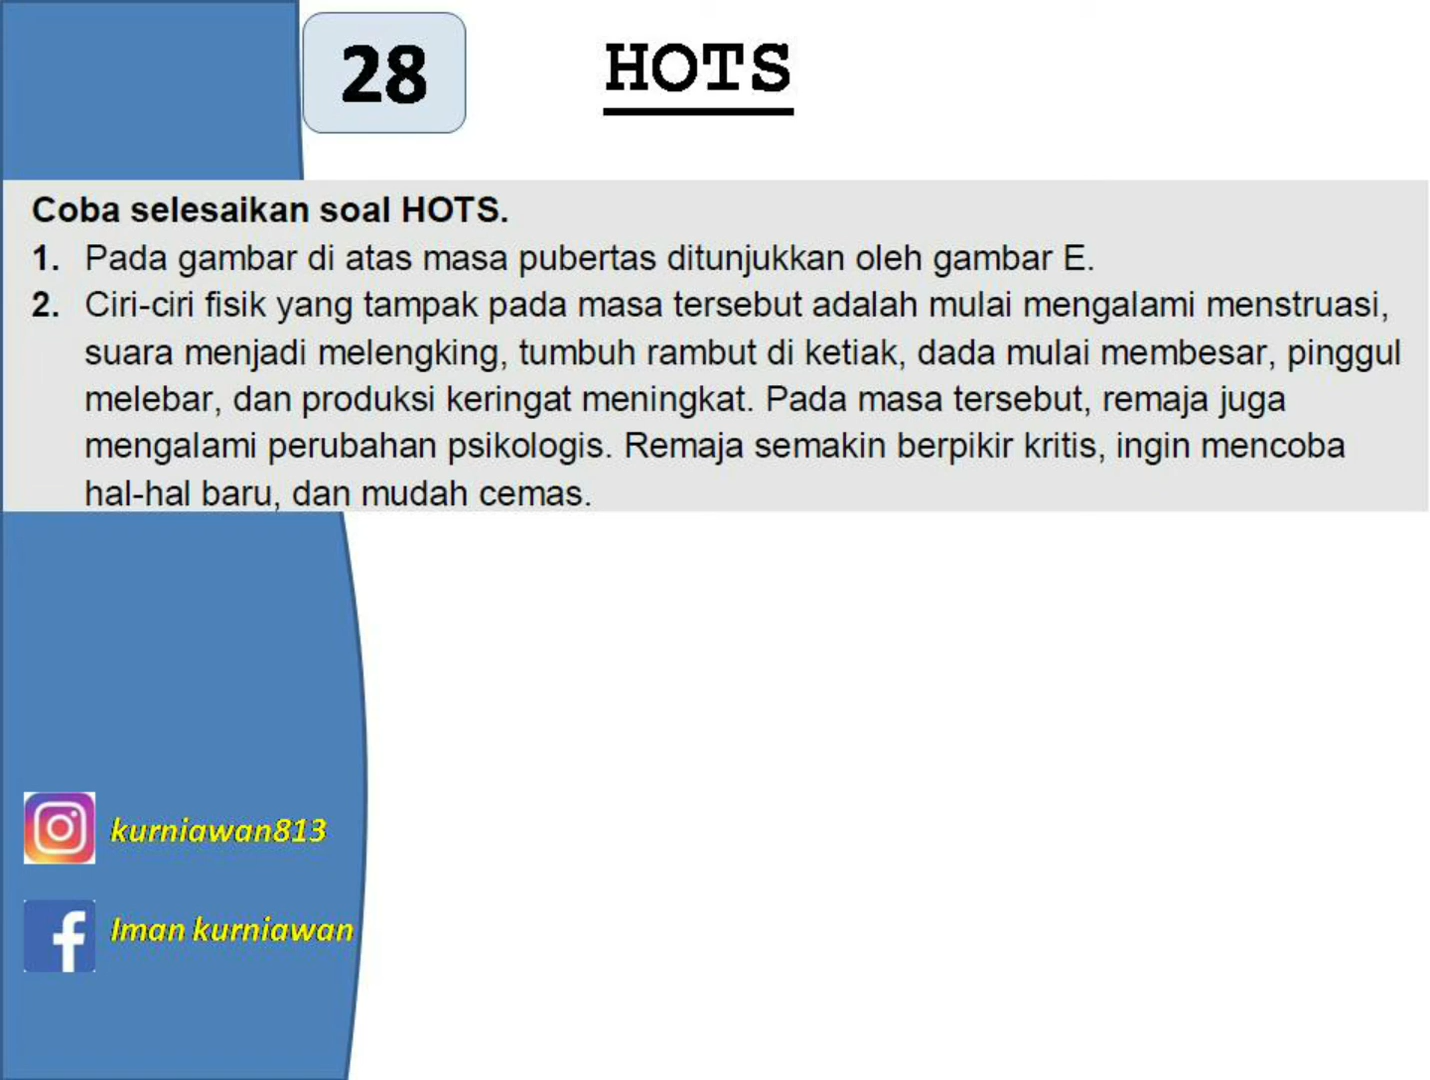 28
HOTS
Coba selesaikan soal HOTS.
1. Pada gambar di atas masa pubertas ditunjukkan oleh gambar E.
2. Ciri-ciri fisik yang tampak pada masa tersebut adalah mulai mengalami menstruasi,
suara menjadi melengking, tumbuh rambut di ketiak, dada mulai membesar, pinggul
melebar, dan produksi keringat meningkat. Pada masa tersebut, remaja juga
mengalami perubahan psikologis. Remaja semakin berpikir kritis, ingin mencoba
hal-hal baru, dan mudah cemas.
kurniawan813
Iman kurniawan